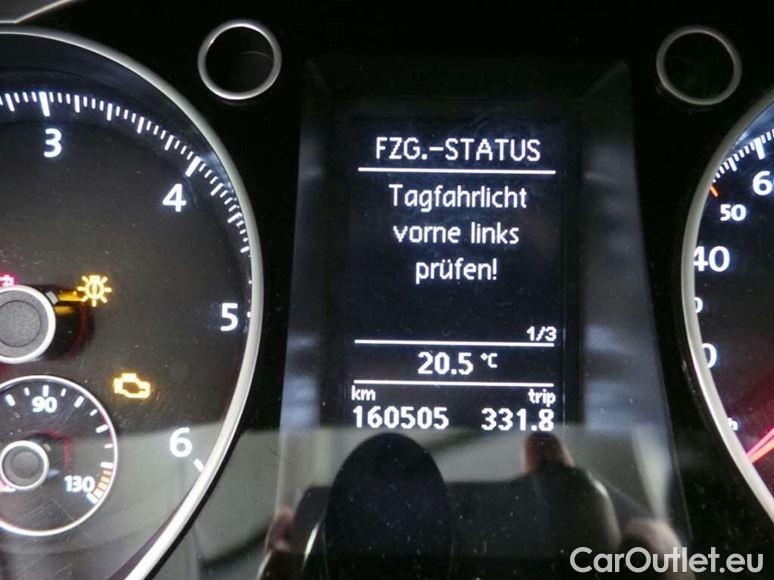 FZG.-STATUS
Tagfahrlicht
vorne links
prüfen!
1/3
20.5 °C
km trip
160505 331.8
3
4
5
6
90
130
60
50
40
CarOutlet.eu